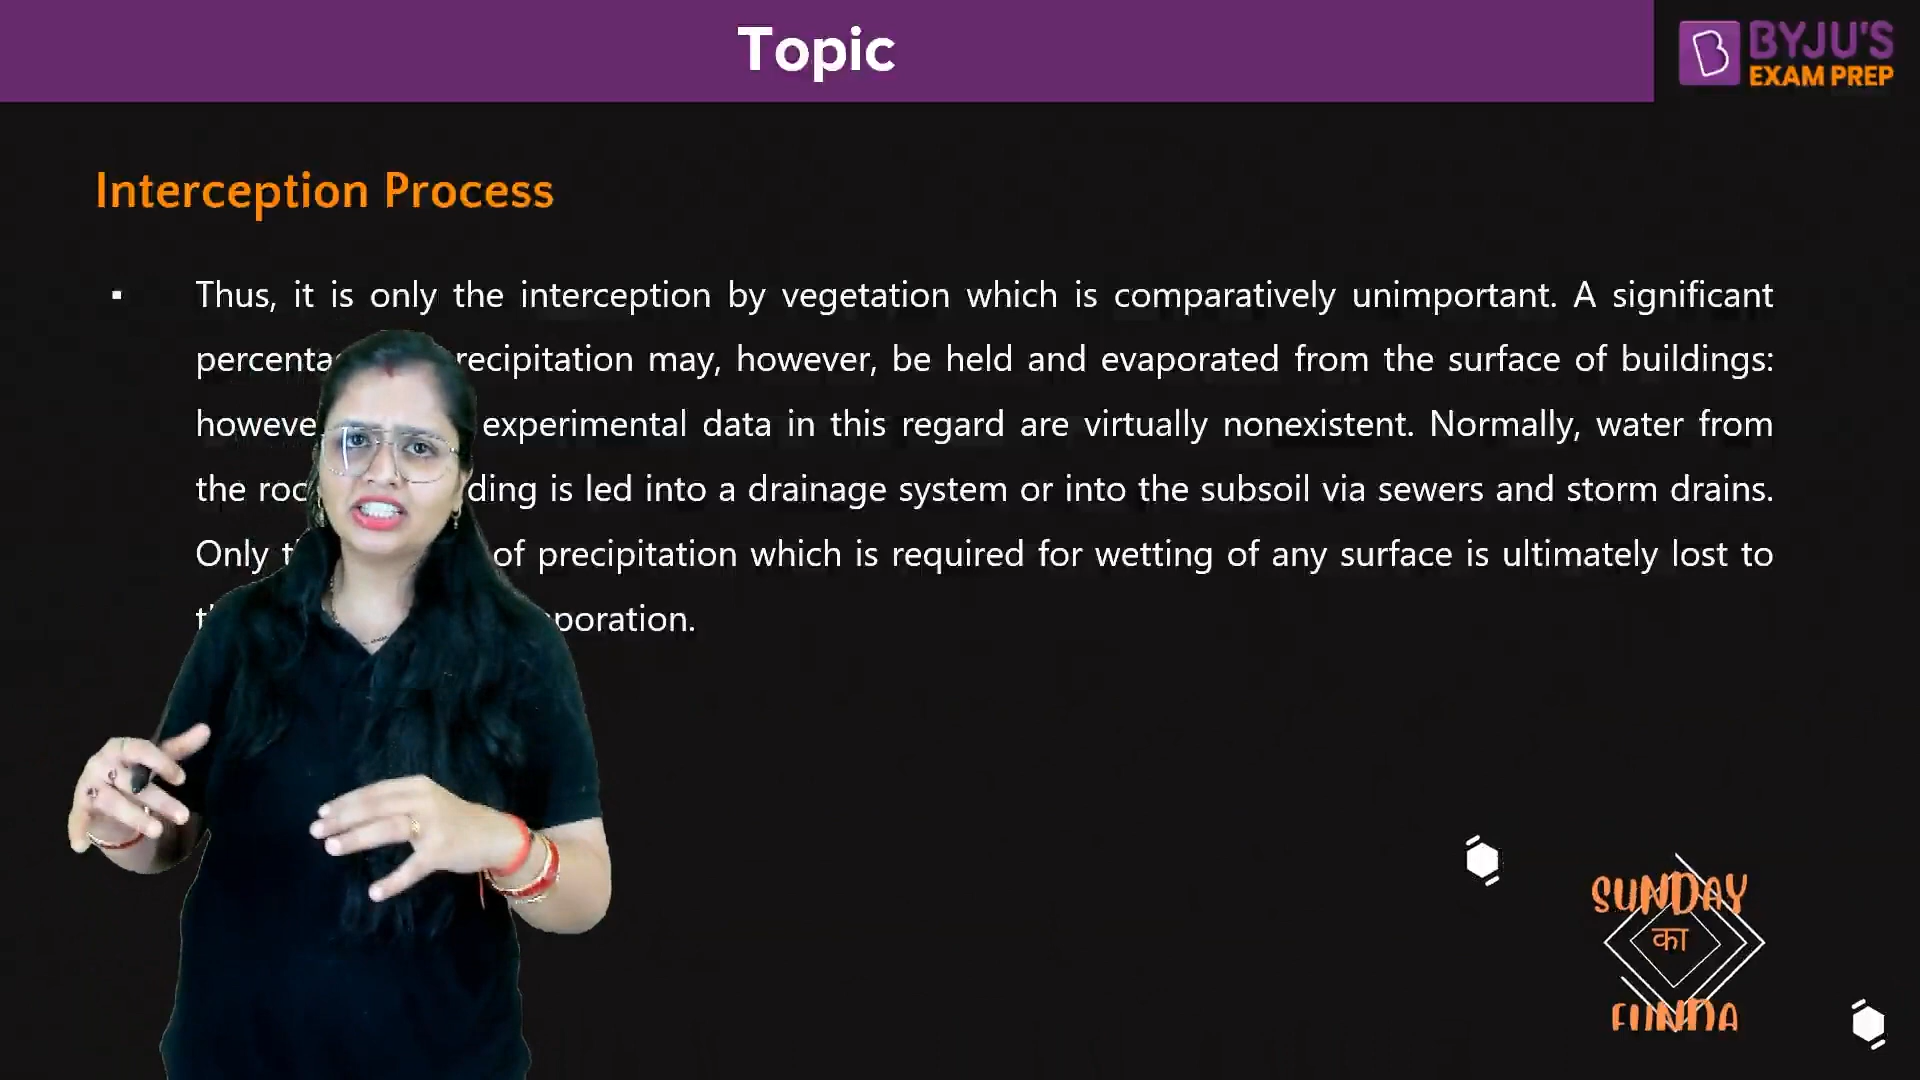 Topic
BYJU'S
EXAM PREP
Interception Process
▪ Thus, it is only the interception by vegetation which is comparatively unimportant. A significant
recipitation may, however, be held and evaporated from the surface of buildings:
experimental data in this regard are virtually nonexistent. Normally, water from
the ding is led into a drainage system or into the subsoil via sewers and storm drains.
Only of precipitation which is required for wetting of any surface is ultimately lost to
poration.
SUNDAY
का
FUNDA